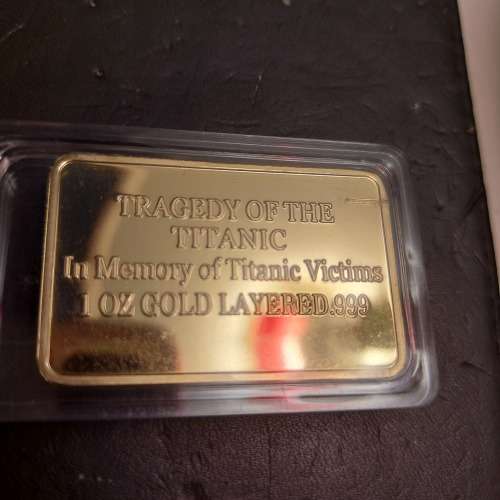 TRAGEDY OF THE
TITANIC
In Memory of Titanic Victims
1 OZ GOLD LAYERED.999